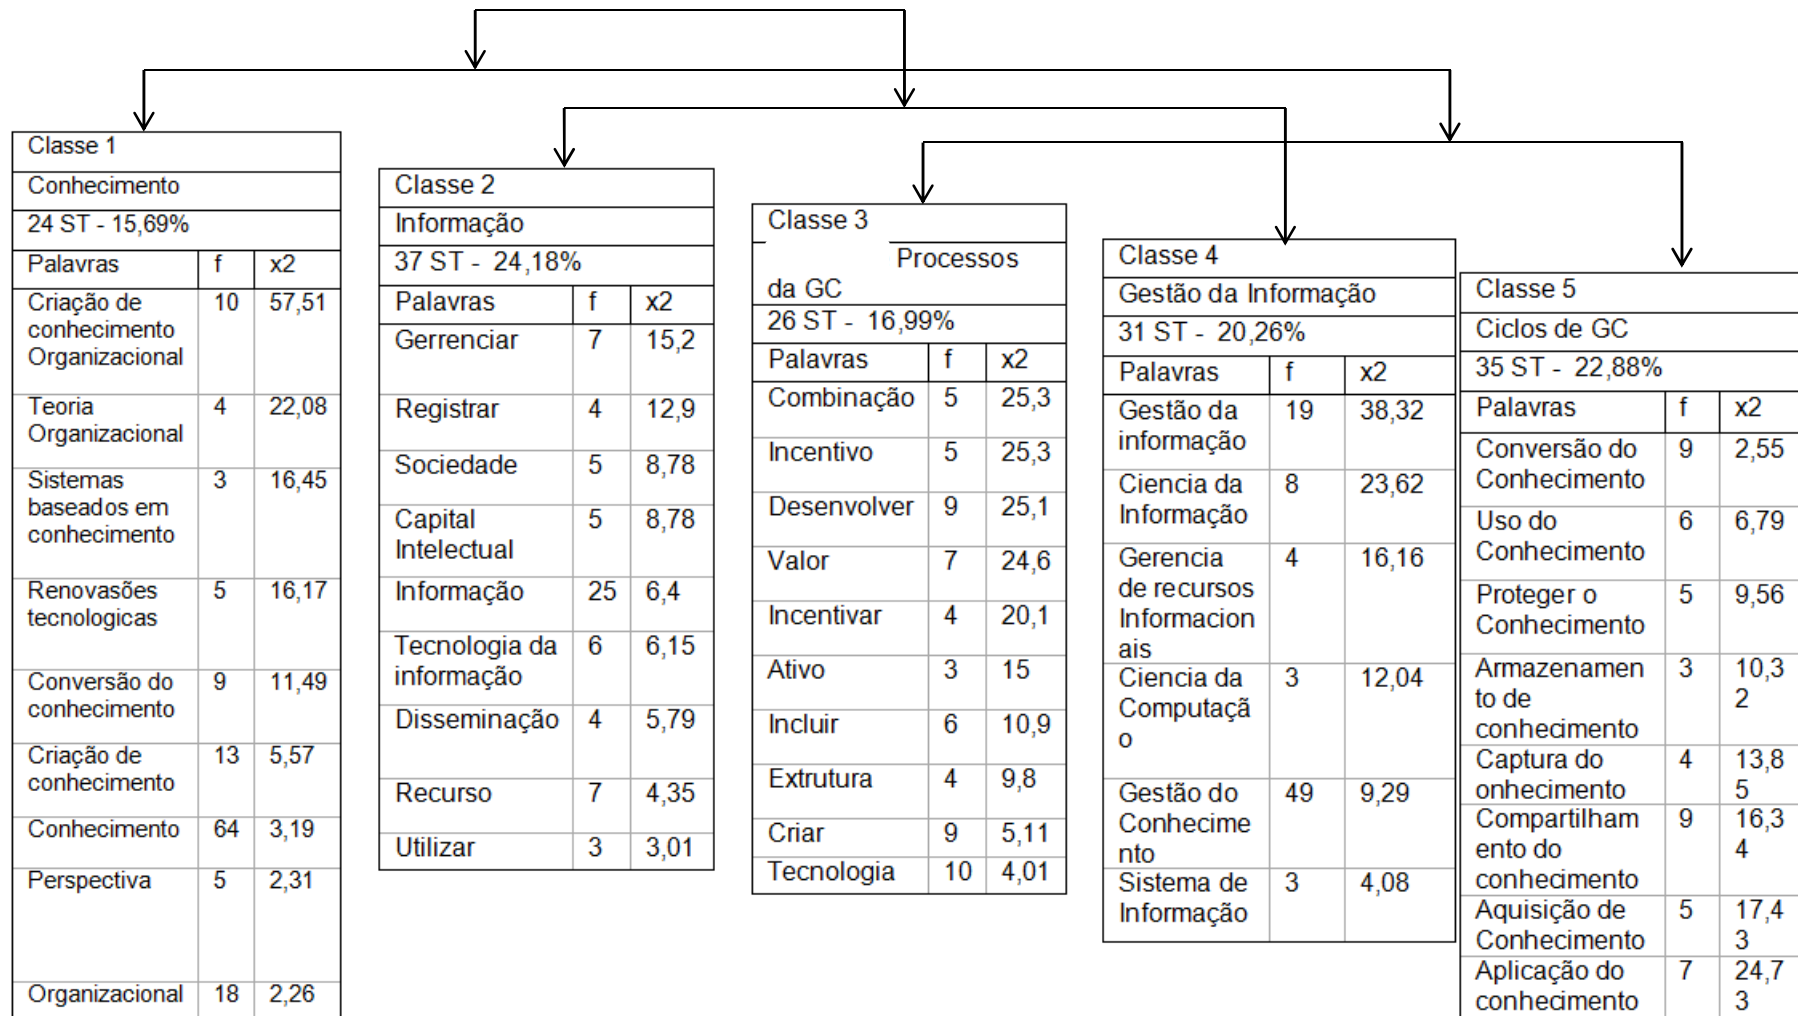 Classe 1
Conhecimento
24 ST - 15,69%
Palavras f x2
Criação de 10 57,51
conhecimento
Organizacional
Teoria 4 22,08
Organizacional
Sistemas 3 16,45
baseados em
conhecimento
Renovasões 5 16,17
tecnologicas
Conversão do 9 11,49
conhecimento
Criação de 13 5,57
conhecimento
Conhecimento 64 3,19
Perspectiva 5 2,31
Organizacional 18 2,26
Classe 2
Informação
37 ST - 24,18%
Palavras f x2
Gerrenciar 7 15,2
Registrar 4 12,9
Sociedade 5 8,78
Capital 5 8,78
Intelectual
Informação 25 6,4
Tecnologia da 6 6,15
informação
Disseminação 4 5,79
Recurso 7 4,35
Utilizar 3 3,01
Classe 3
Processos
da GC
26 ST - 16,99%
Palavras f x2
Combinação 5 25,3
Incentivo 5 25,3
Desenvolver 9 25,1
Valor 7 24,6
Incentivar 4 20,1
Ativo 3 15
Incluir 6 10,9
Extrutura 4 9,8
Criar 9 5,11
Tecnologia 10 4,01
Classe 4
Gestão da Informação
31 ST - 20,26%
Palavras f x2
Gestão da 19 38,32
informação
Ciencia da 8 23,62
Informação
Gerencia 4 16,16
de recursos
Informacion
ais
Ciencia da 3 12,04
Computaçã
o
Gestão do 49 9,29
Conhecime
nto
Sistema de 3 4,08
Informação
Classe 5
Ciclos de GC
35 ST - 22,88%
Palavras f x2
Conversão do 9 2,55
Conhecimento
Uso do 6 6,79
Conhecimento
Proteger o 5 9,56
Conhecimento
Armazenamen 3 10,3
to de 2
conhecimento
Captura do 4 13,8
onhecimento 5
Compartilham 9 16,3
ento do 4
conhecimento
Aquisição de 5 17,4
Conhecimento 3
Aplicação do 7 24,7
conhecimento 3